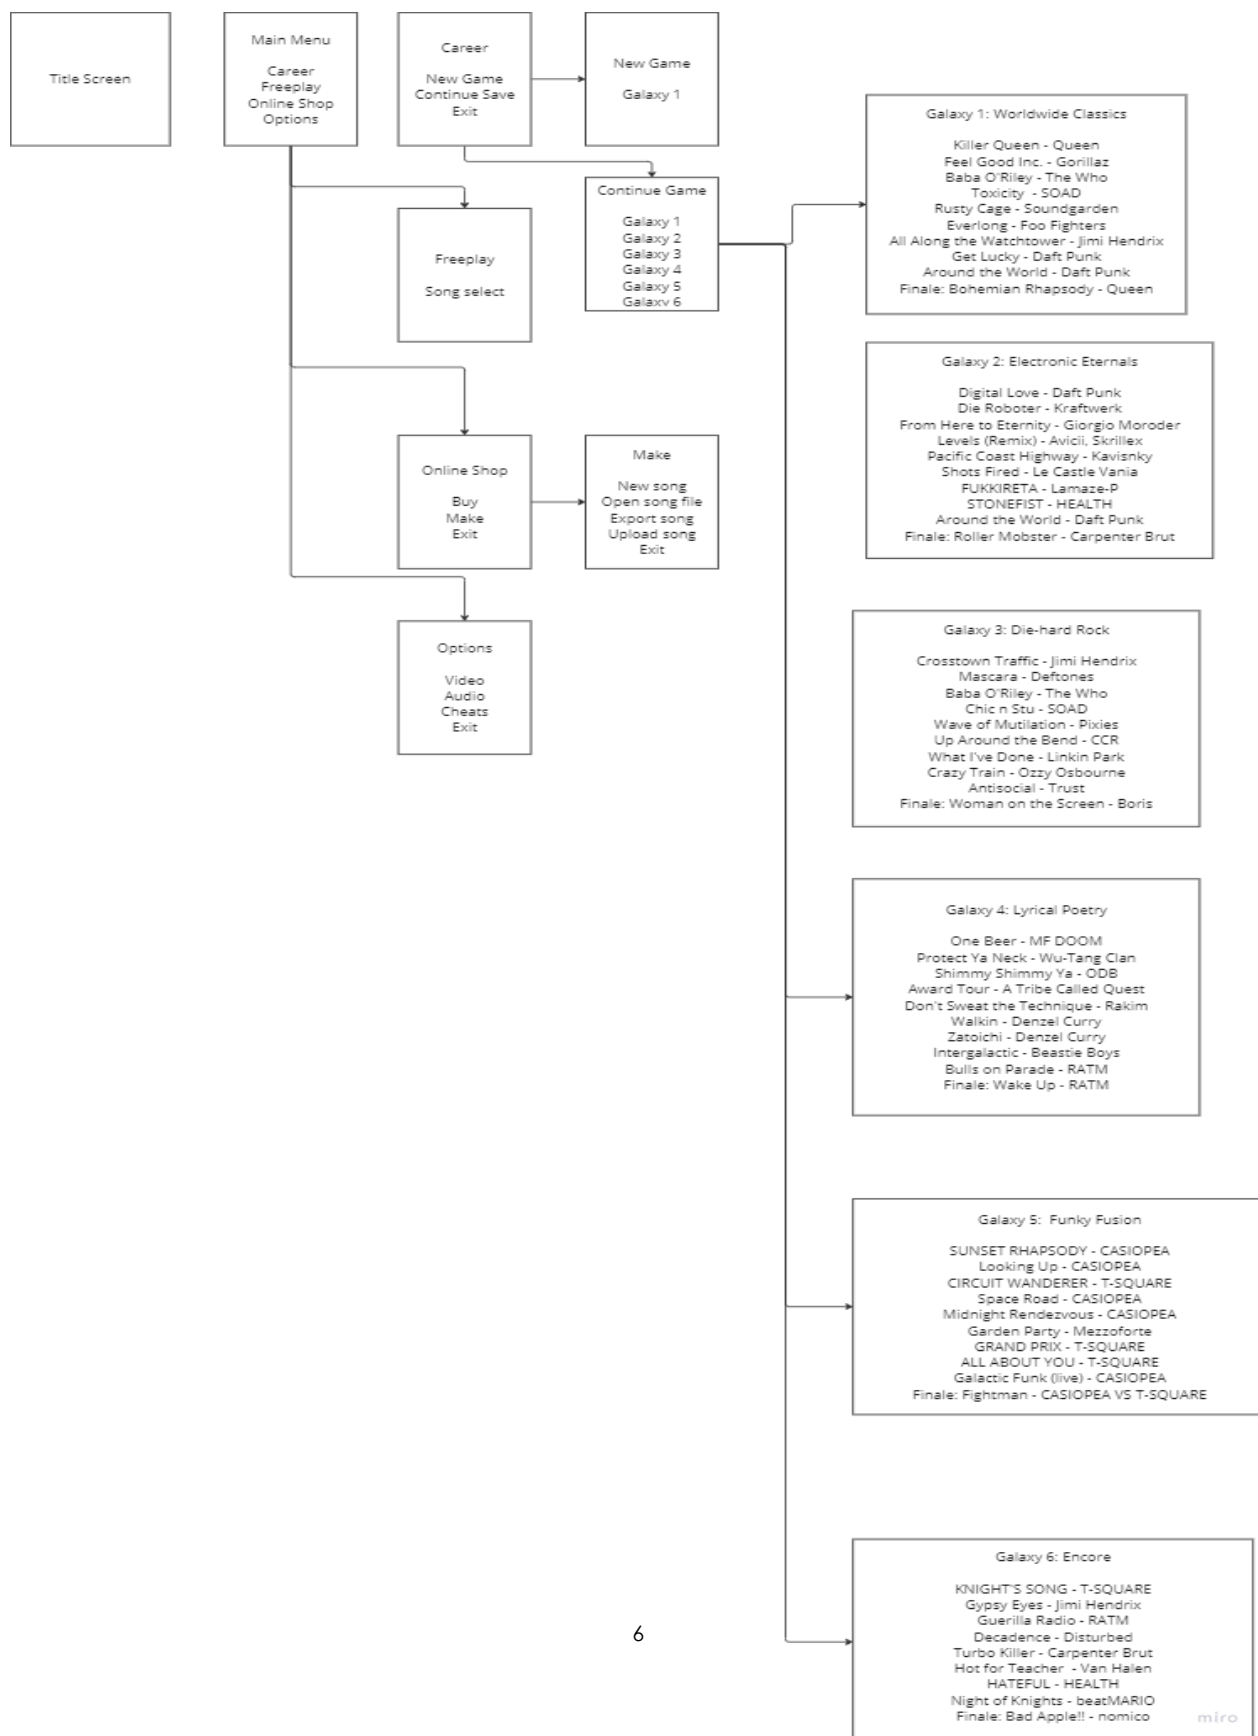 Title Screen
Main Menu
Career
Freeplay
Online Shop
Options
Career
New Game
Continue Save
Exit
New Game
Galaxy 1
Continue Game
Galaxy 1
Galaxy 2
Galaxy 3
Galaxy 4
Galaxy 5
Galaxy 6
Freeplay
Song select
Online Shop
Buy
Make
Exit
Make
New song
Open song file
Export song
Upload song
Exit
Options
Video
Audio
Cheats
Exit
Galaxy 1: Worldwide Classics
Killer Queen - Queen
Feel Good Inc. - Gorillaz
Baba O'Riley - The Who
Toxicity - SOAD
Rusty Cage - Soundgarden
Everlong - Foo Fighters
All Along the Watchtower - Jimi Hendrix
Get Lucky - Daft Punk
Around the World - Daft Punk
Finale: Bohemian Rhapsody - Queen
Galaxy 2: Electronic Eternals
Digital Love - Daft Punk
Die Roboter - Kraftwerk
From Here to Eternity - Giorgio Moroder
Levels (Remix) - Avicii, Skrillex
Pacific Coast Highway - Kavisnky
Shots Fired - Le Castle Vania
FUKKIRETA - Lamaze-P
STONEFIST - HEALTH
Around the World - Daft Punk
Finale: Roller Mobster - Carpenter Brut
Galaxy 3: Die-hard Rock
Crosstown Traffic - Jimi Hendrix
Mascara - Deftones
Baba O'Riley - The Who
Chic n Stu - SOAD
Wave of Mutilation - Pixies
Up Around the Bend - CCR
What I've Done - Linkin Park
Crazy Train - Ozzy Osbourne
Antisocial - Trust
Finale: Woman on the Screen - Boris
Galaxy 4: Lyrical Poetry
One Beer - MF DOOM
Protect Ya Neck - Wu-Tang Clan
Shimmy Shimmy Ya - ODB
Award Tour - A Tribe Called Quest
Don't Sweat the Technique - Rakim
Walkin - Denzel Curry
Zatoichi - Denzel Curry
Intergalactic - Beastie Boys
Bulls on Parade - RATM
Finale: Wake Up - RATM
Galaxy 5: Funky Fusion
SUNSET RHAPSODY - CASIOPEA
Looking Up - CASIOPEA
CIRCUIT WANDERER - T-SQUARE
Space Road - CASIOPEA
Midnight Rendezvous - CASIOPEA
Garden Party - Mezzoforte
GRAND PRIX - T-SQUARE
ALL ABOUT YOU - T-SQUARE
Galactic Funk (live) - CASIOPEA
Finale: Fightman - CASIOPEA VS T-SQUARE
Galaxy 6: Encore
KNIGHT'S SONG - T-SQUARE
Gypsy Eyes - Jimi Hendrix
Guerilla Radio - RATM
Decadence - Disturbed
Turbo Killer - Carpenter Brut
Hot for Teacher - Van Halen
HATEFUL - HEALTH
Night of Knights - beatMARIO
Finale: Bad Apple!! - nomico
6
miro